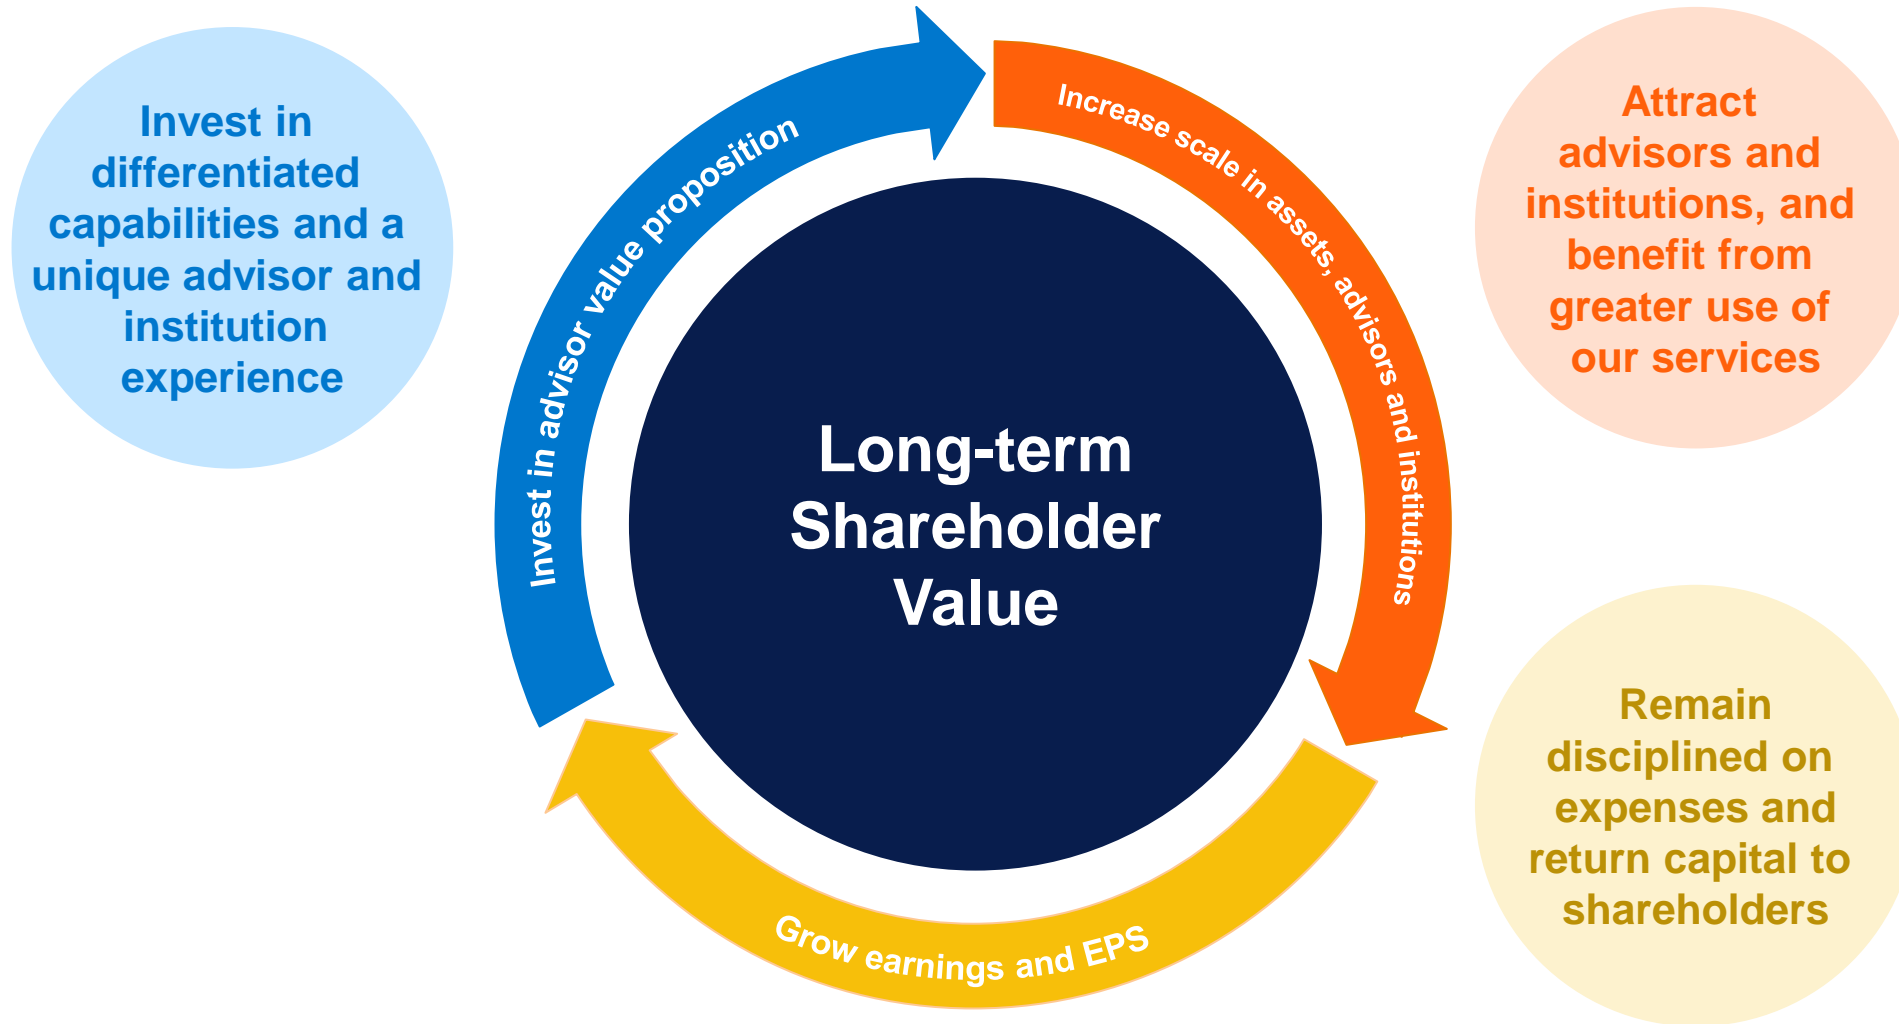 Invest in
differentiated
capabilities and a
unique advisor and
institution
experience
Invest in advisor value proposition
Increase scale in assets, advisors and institutions
Grow earnings and EPS
Long-term
Shareholder
Value
Attract
advisors and
institutions, and
benefit from
greater use of
our services
Remain
disciplined on
expenses and
return capital to
shareholders